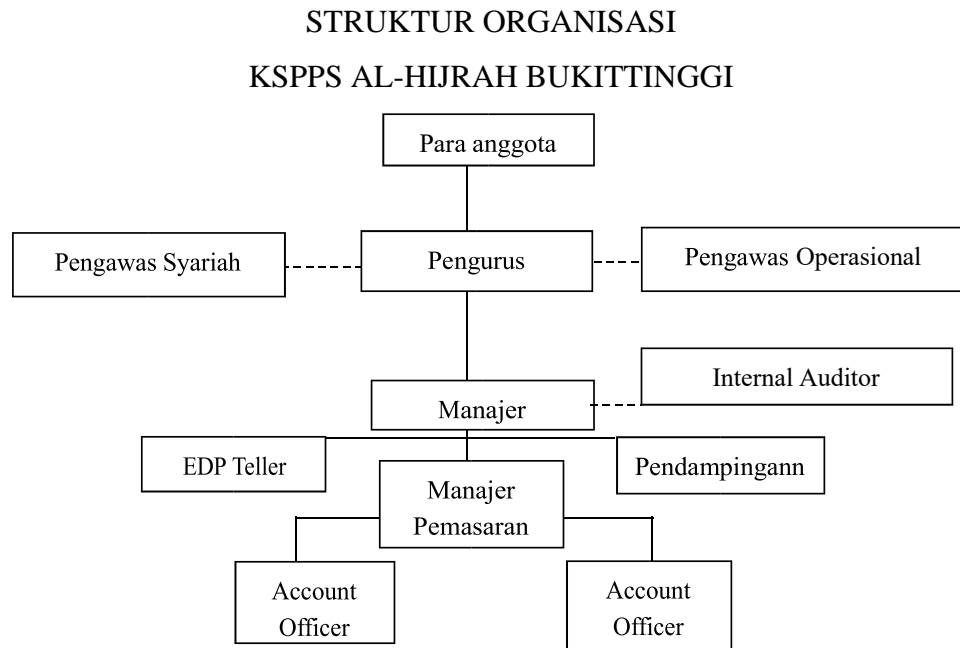 STRUKTUR ORGANISASI
KSPPS AL-HIJRAH BUKITTINGGI
Para anggota
Pengawas Syariah
Pengurus
Pengawas Operasional
Internal Auditor
Manajer
EDP Teller
Pendampingann
Manajer
Pemasaran
Account
Officer
Account
Officer